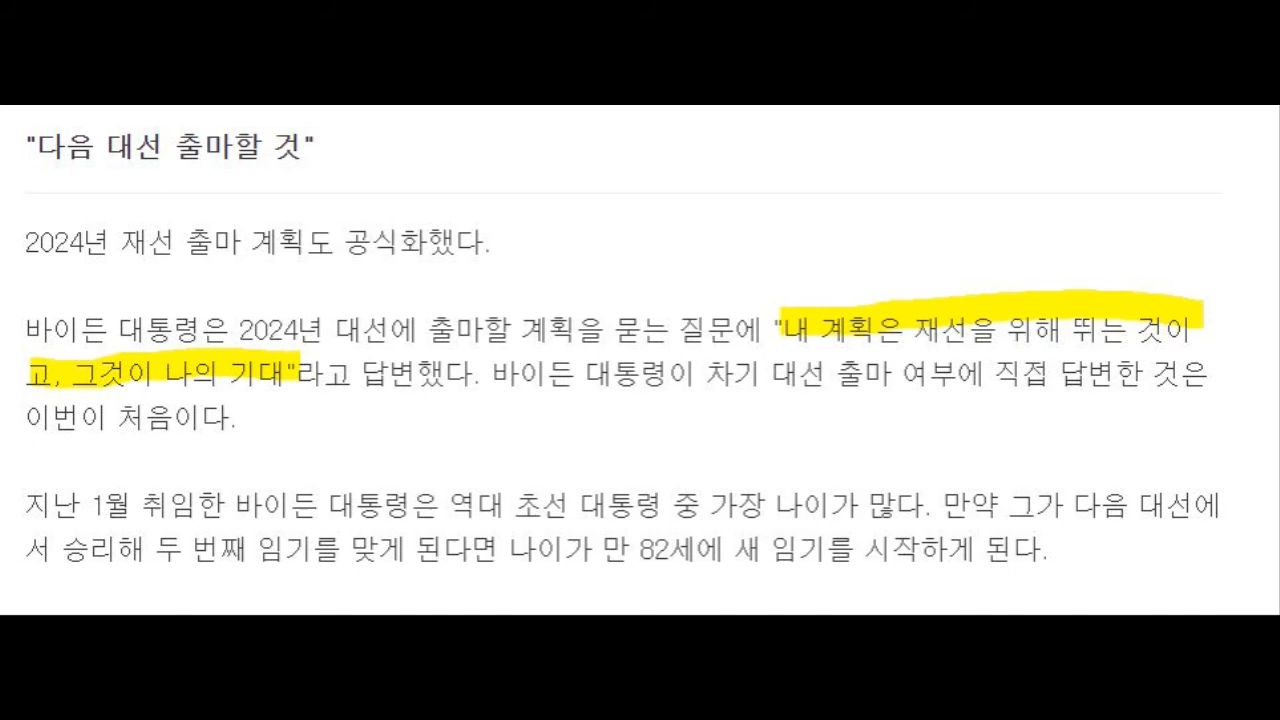 "다음 대선 출마할 것"
2024년 재선 출마 계획도 공식화했다.
바이든 대통령은 2024년 대선에 출마할 계획을 묻는 질문에 "내 계획은 재선을 위해 뛰는 것이
고, 그것이 나의 기대"라고 답변했다. 바이든 대통령이 차기 대선 출마 여부에 직접 답변한 것은
이번이 처음이다.
지난 1월 취임한 바이든 대통령은 역대 초선 대통령 중 가장 나이가 많다. 만약 그가 다음 대선에
서 승리해 두 번째 임기를 맞게 된다면 나이가 만 82세에 새 임기를 시작하게 된다.